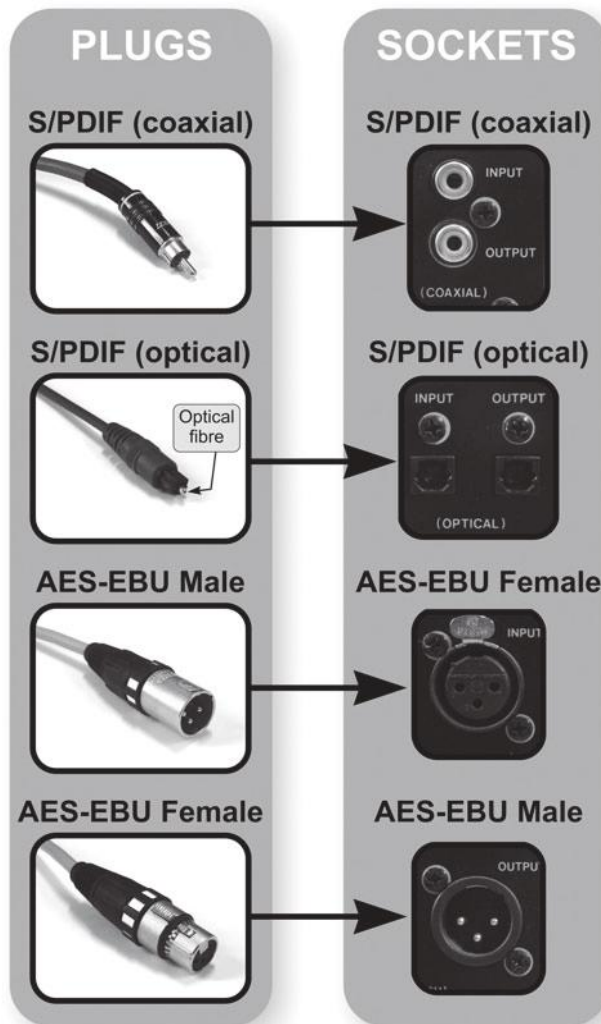 PLUGS
SOCKETS
S/PDIF (coaxial)
S/PDIF (coaxial)
INPUT
OUTPUT
(COAXIAL)
S/PDIF (optical)
S/PDIF (optical)
Optical
fibre
INPUT
OUTPUT
(OPTICAL)
AES-EBU Male
AES-EBU Female
INPUT
AES-EBU Female
AES-EBU Male
OUTPU